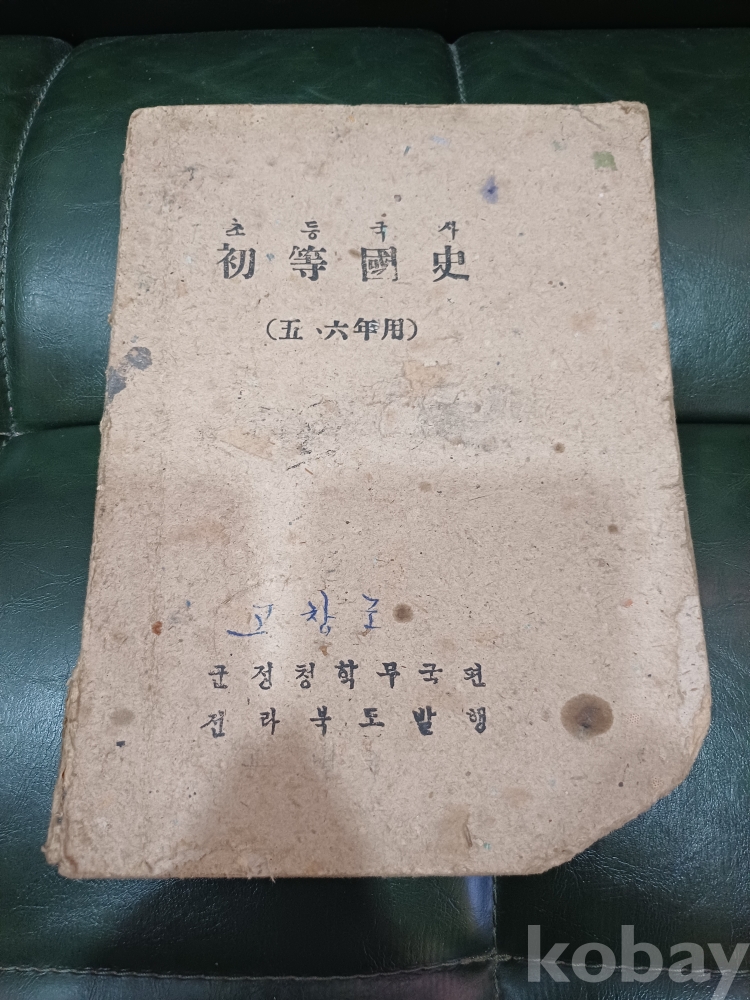 초등국사
初等國史
(五、六年用)
고창군
군정청학무국편
전라북도발행
kobay